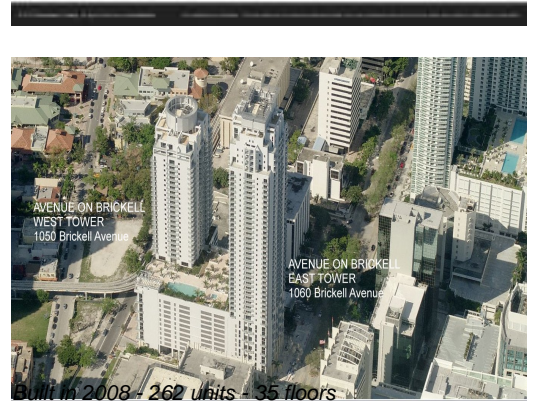 AVENUE ON BRICKELL
WEST TOWER
1050 Brickell Avenue
AVENUE ON BRICKELL
EAST TOWER
1060 Brickell Avenue
Built in 2008 - 262 units - 35 floors